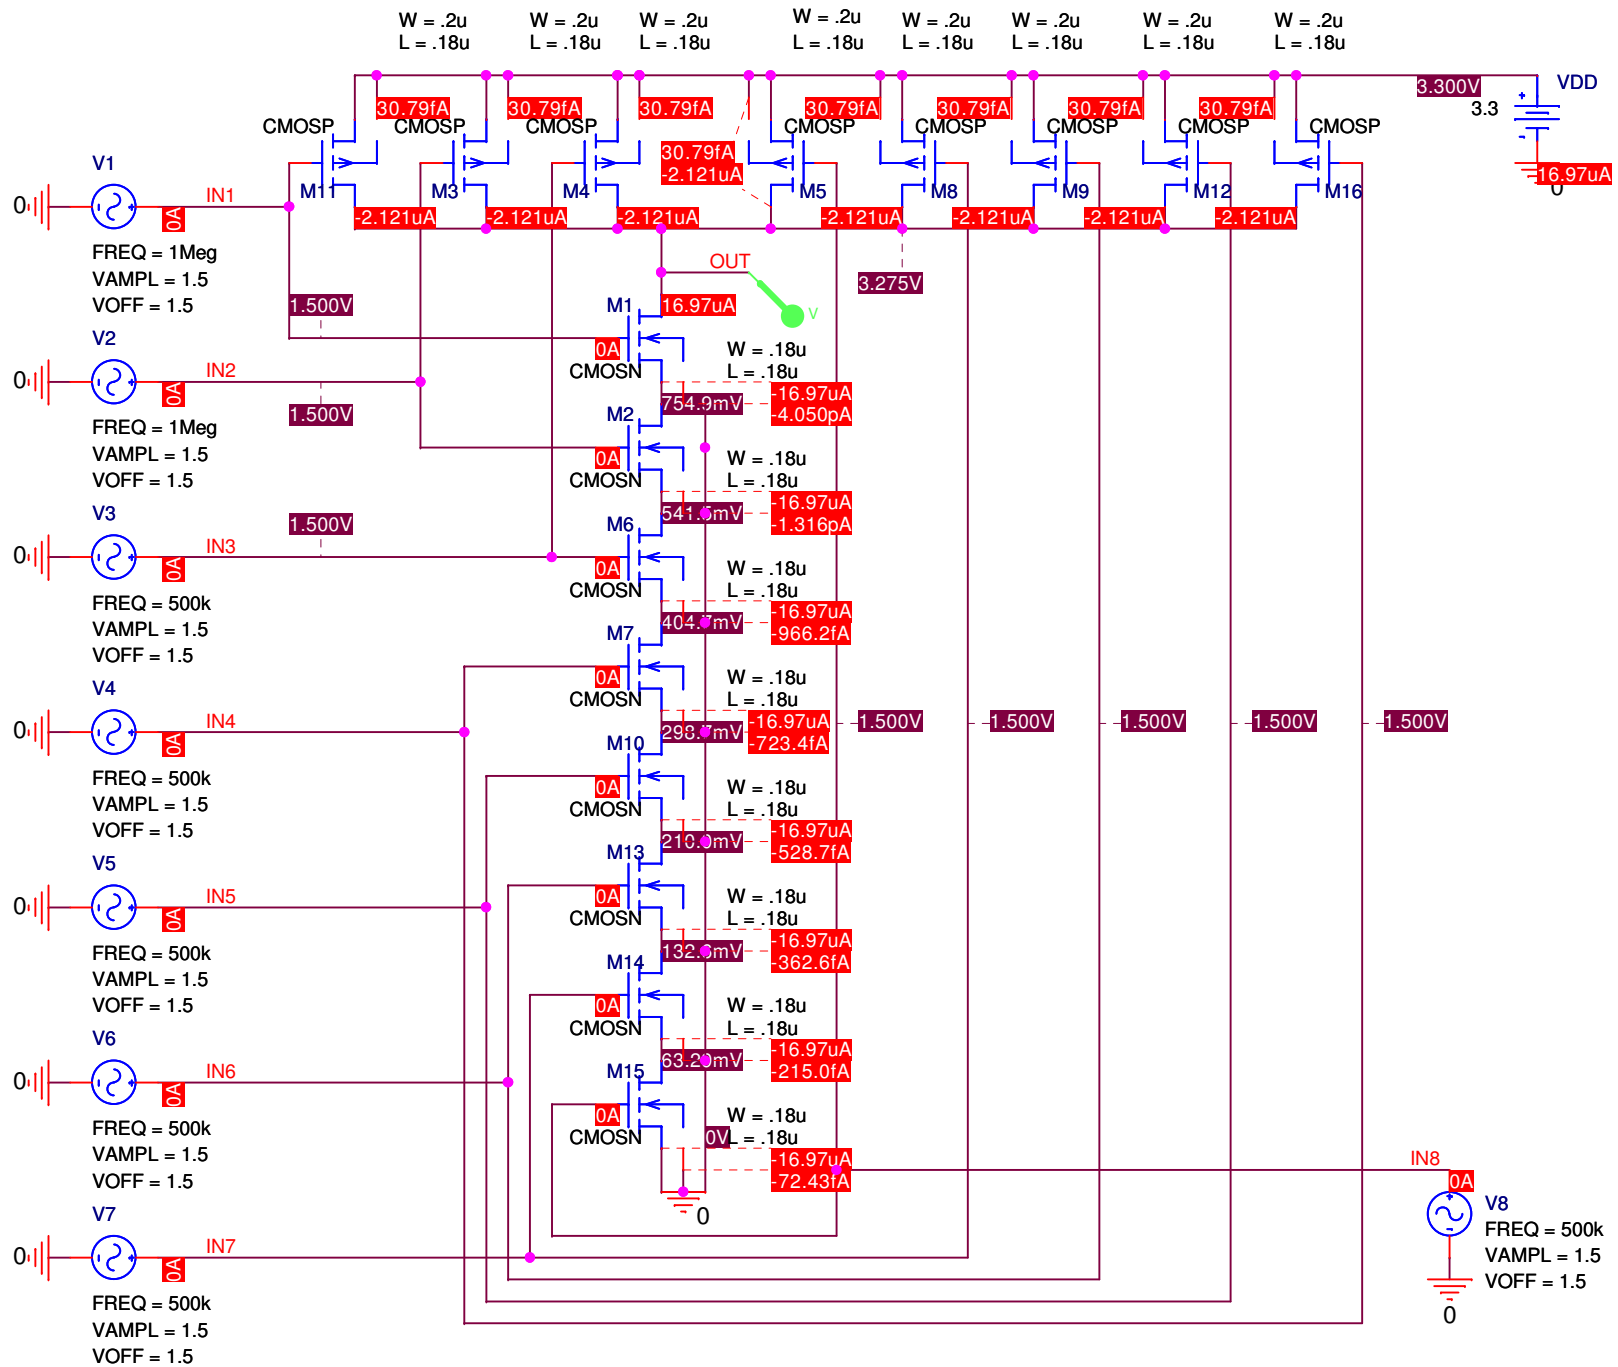 W = .2u
L = .18u
W = .2u
L = .18u
W = .2u
L = .18u
W = .2u
L = .18u
W = .2u
L = .18u
W = .2u
L = .18u
W = .2u
L = .18u
W = .2u
L = .18u
3.300V
VDD
3.3
16.97uA
0
30.79fA
30.79fA
30.79fA
30.79fA
30.79fA
30.79fA
30.79fA
CMOSP
CMOSP
CMOSP
CMOSP
CMOSP
CMOSP
CMOSP
CMOSP
30.79fA
-2.121uA
M11
M3
M4
M5
M8
M9
M12
M16
-2.121uA
-2.121uA
-2.121uA
-2.121uA
-2.121uA
-2.121uA
-2.121uA
V1
0
IN1
0A
FREQ = 1Meg
VAMPL = 1.5
VOFF = 1.5
1.500V
OUT
V
3.275V
16.97uA
M1
0A
CMOSN
W = .18u
L = .18u
-16.97uA
-4.050pA
754.9mV
V2
0
IN2
0A
FREQ = 1Meg
VAMPL = 1.5
VOFF = 1.5
1.500V
M2
0A
CMOSN
W = .18u
L = .18u
-16.97uA
-1.316pA
V3
0
IN3
0A
FREQ = 500k
VAMPL = 1.5
VOFF = 1.5
1.500V
M6
0A
CMOSN
W = .18u
L = .18u
-16.97uA
-966.2fA
M7
0A
CMOSN
W = .18u
L = .18u
-16.97uA
-723.4fA
1.500V
1.500V
1.500V
1.500V
1.500V
V4
0
IN4
0A
FREQ = 500k
VAMPL = 1.5
VOFF = 1.5
M10
0A
CMOSN
W = .18u
L = .18u
-16.97uA
-528.7fA
V5
0
IN5
0A
FREQ = 500k
VAMPL = 1.5
VOFF = 1.5
M13
0A
CMOSN
W = .18u
L = .18u
-16.97uA
-362.6fA
M14
0A
CMOSN
W = .18u
L = .18u
-16.97uA
-215.0fA
V6
0
IN6
0A
FREQ = 500k
VAMPL = 1.5
VOFF = 1.5
M15
0A
CMOSN
W = .18u
0V
L = .18u
-16.97uA
-72.43fA
0
V7
0
IN7
0A
FREQ = 500k
VAMPL = 1.5
VOFF = 1.5
IN8
0A
V8
FREQ = 500k
VAMPL = 1.5
VOFF = 1.5
0